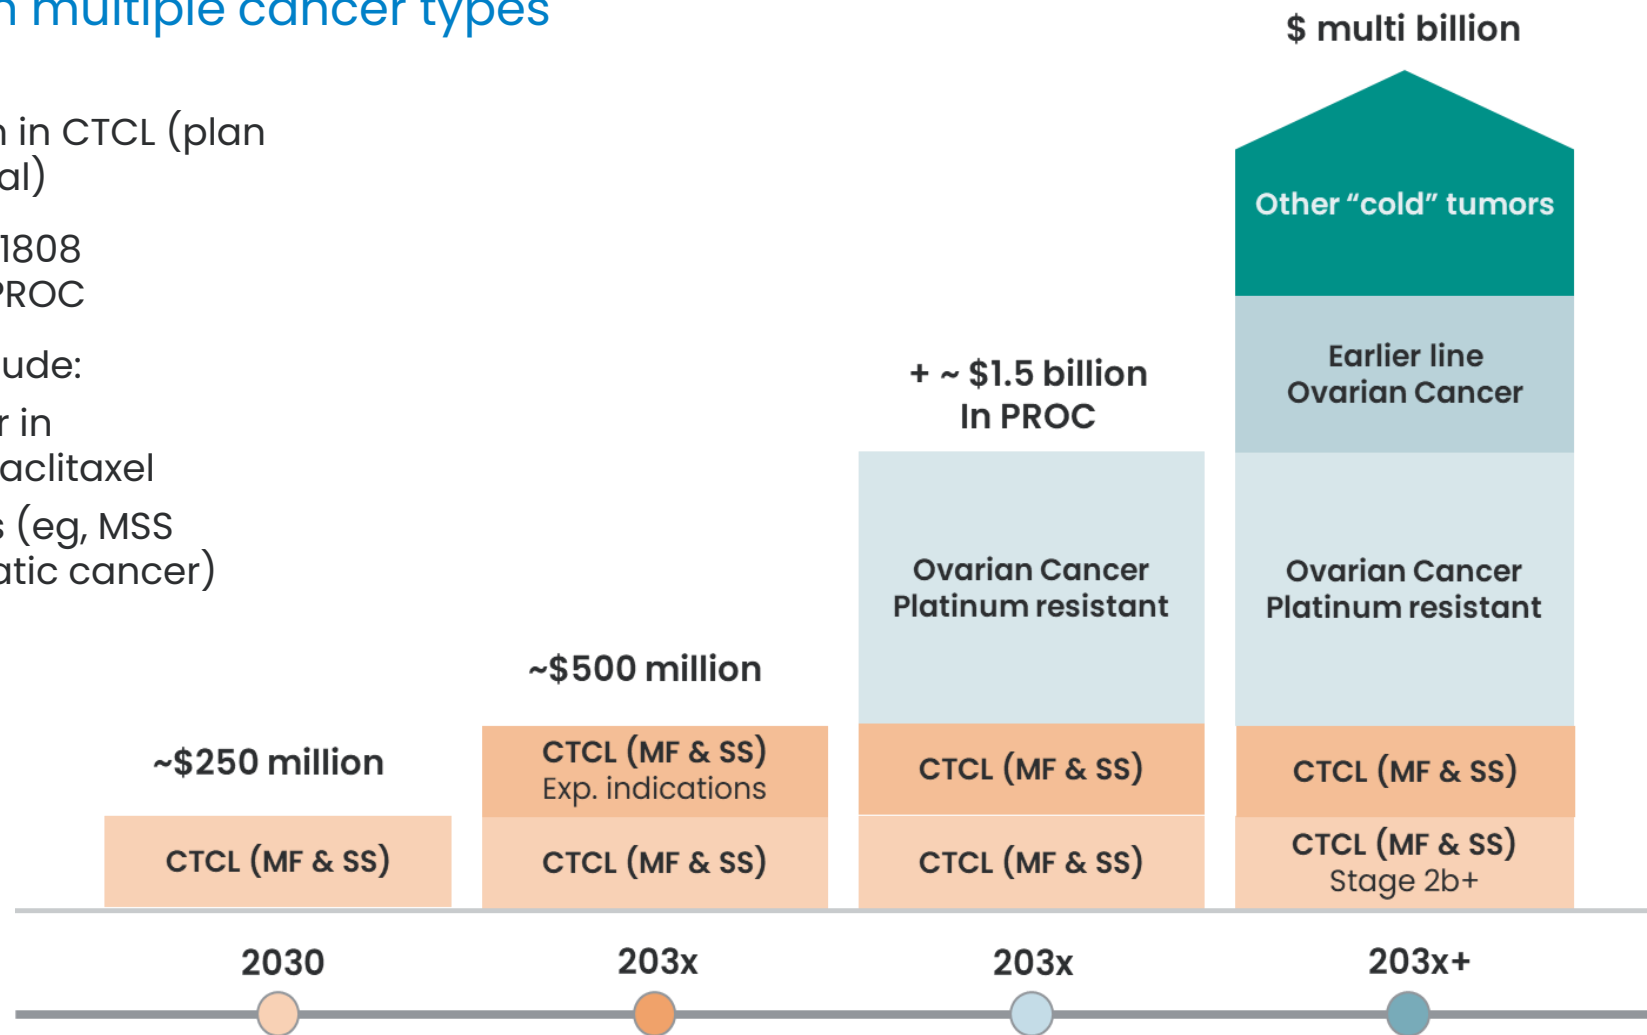 n multiple cancer types
n in CTCL (plan
al)
1808
PROC
ude:
r in
aclitaxel
s (eg, MSS
atic cancer)
~$250 million
CTCL (MF & SS)
~$500 million
CTCL (MF & SS)
Exp. indications
CTCL (MF & SS)
+ ~ $1.5 billion
In PROC
Ovarian Cancer
Platinum resistant
CTCL (MF & SS)
CTCL (MF & SS)
$ multi billion
Other “cold” tumors
Earlier line
Ovarian Cancer
Ovarian Cancer
Platinum resistant
CTCL (MF & SS)
CTCL (MF & SS)
Stage 2b+
2030
203x
203x
203x+